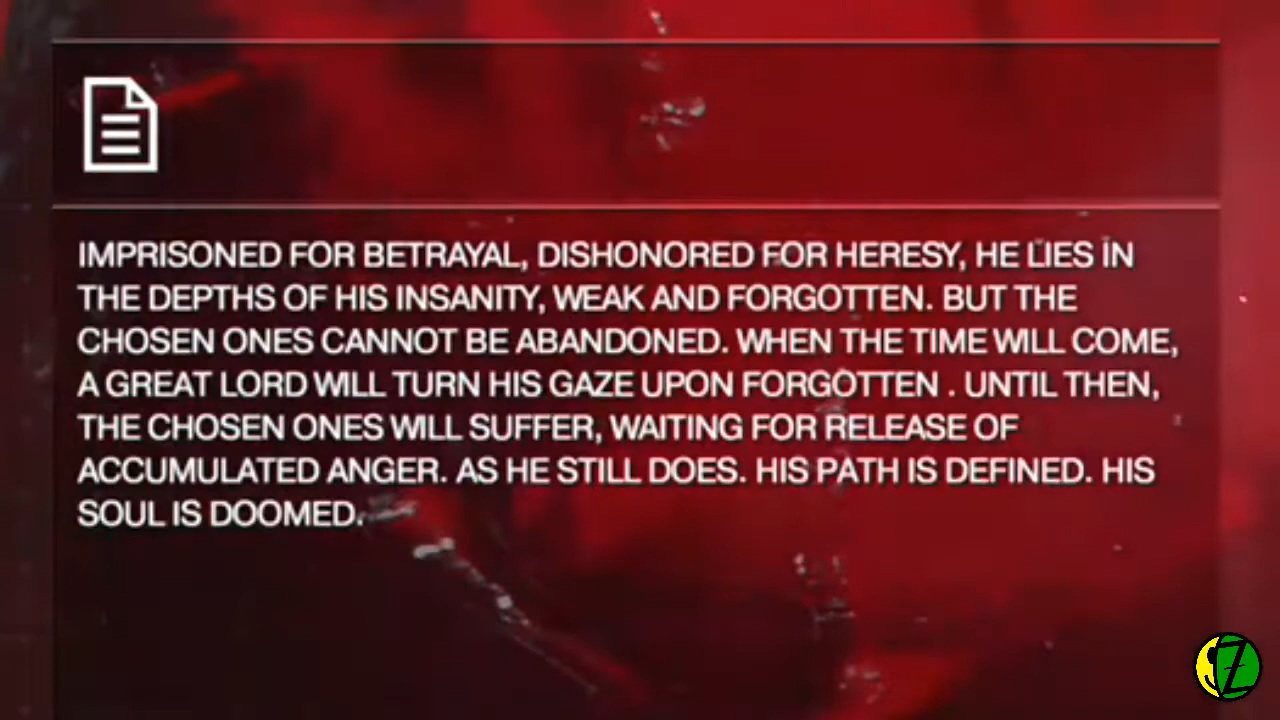 IMPRISONED FOR BETRAYAL, DISHONORED FOR HERESY, HE LIES IN
THE DEPTHS OF HIS INSANITY, WEAK AND FORGOTTEN. BUT THE
CHOSEN ONES CANNOT BE ABANDONED. WHEN THE TIME WILL COME,
A GREAT LORD WILL TURN HIS GAZE UPON FORGOTTEN . UNTIL THEN,
THE CHOSEN ONES WILL SUFFER, WAITING FOR RELEASE OF
ACCUMULATED ANGER. AS HE STILL DOES. HIS PATH IS DEFINED. HIS
SOUL IS DOOMED.